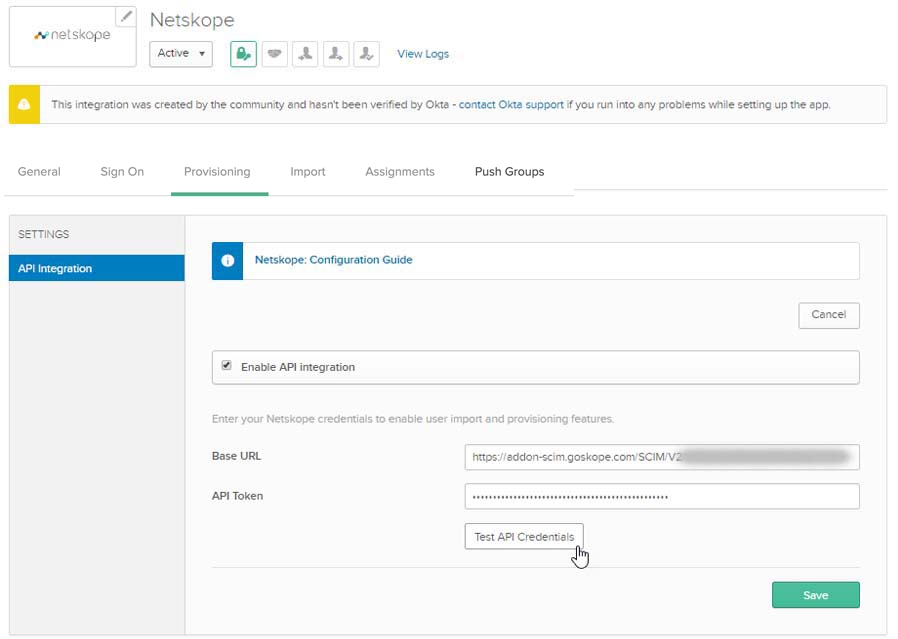 netskope
Netskope
Active
View Logs
This integration was created by the community and hasn't been verified by Okta - contact Okta support if you run into any problems while setting up the app.
General Sign On Provisioning Import Assignments Push Groups
SETTINGS
API Integration
Netskope: Configuration Guide
Cancel
Enable API integration
Enter your Netskope credentials to enable user import and provisioning features.
Base URL https://addon-scim.goskope.com/SCIM/V2
API Token ••••••••••••••••••••••••••••••••••••••••••••••••
Test API Credentials
Save